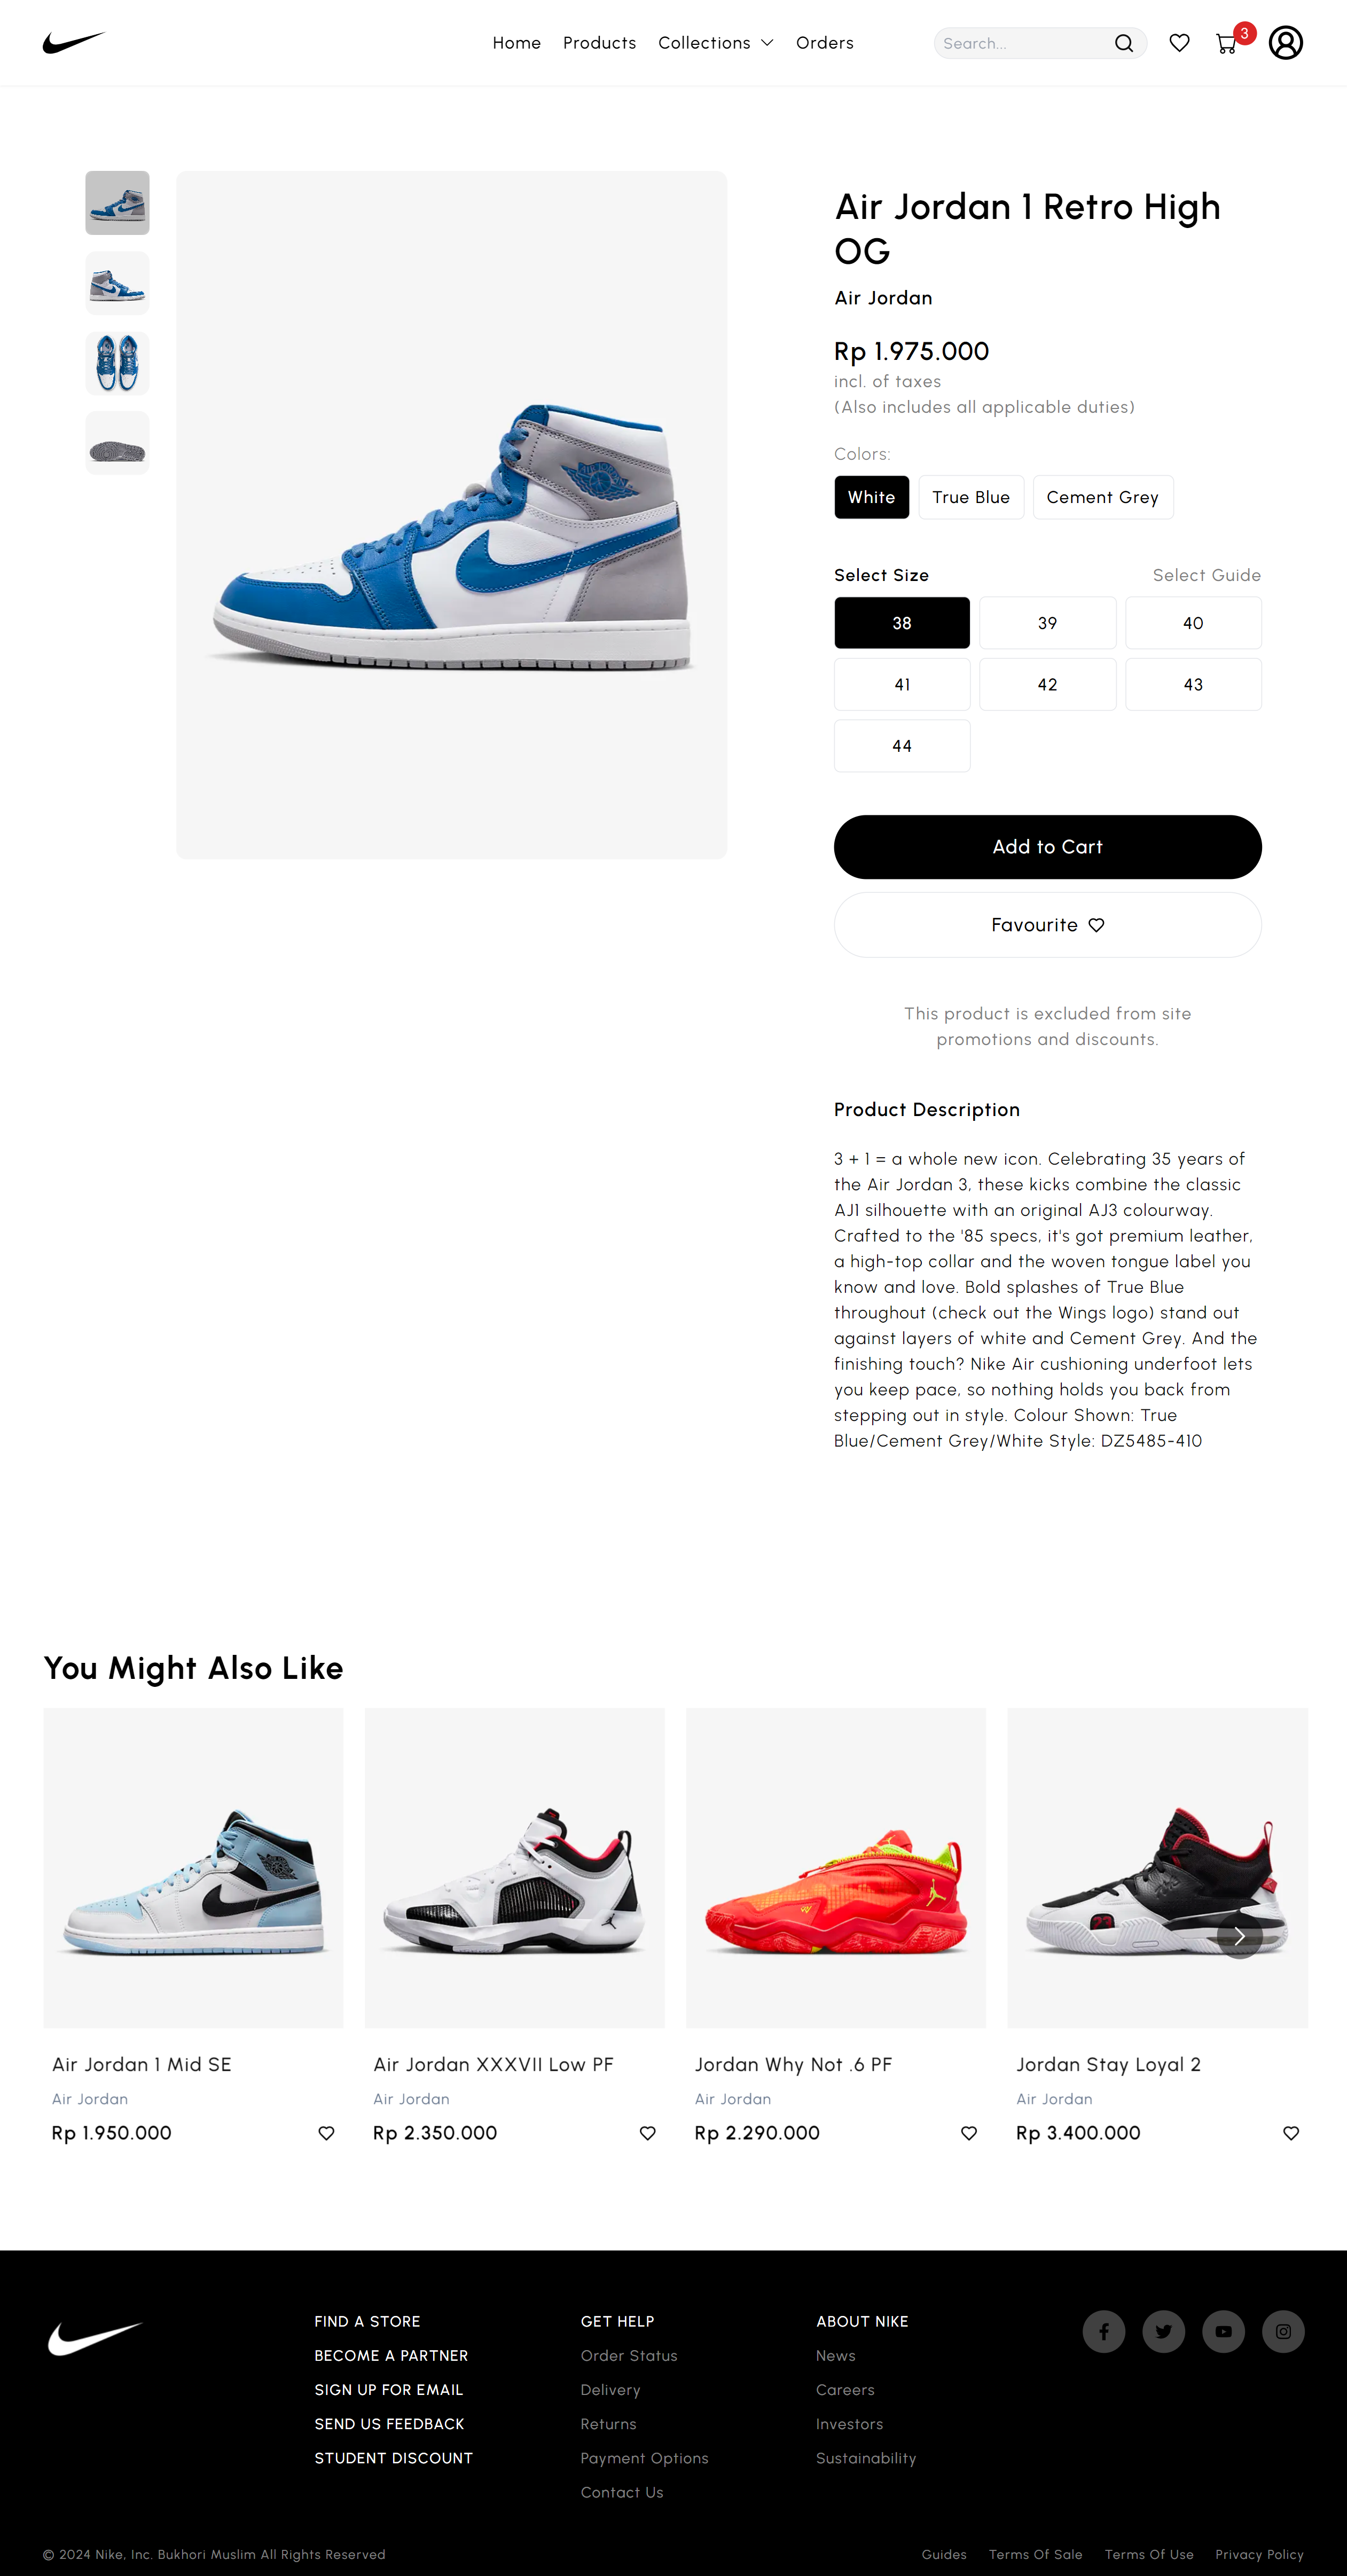 Home Products Collections Orders
Search...
3
Air Jordan 1 Retro High
OG
Air Jordan
Rp 1.975.000
incl. of taxes
(Also includes all applicable duties)
Colors:
White True Blue Cement Grey
Select Size Select Guide
38 39 40
41 42 43
44
Add to Cart
Favourite
This product is excluded from site
promotions and discounts.
Product Description
3 + 1 = a whole new icon. Celebrating 35 years of
the Air Jordan 3, these kicks combine the classic
AJ1 silhouette with an original AJ3 colourway.
Crafted to the '85 specs, it's got premium leather,
a high-top collar and the woven tongue label you
know and love. Bold splashes of True Blue
throughout (check out the Wings logo) stand out
against layers of white and Cement Grey. And the
finishing touch? Nike Air cushioning underfoot lets
you keep pace, so nothing holds you back from
stepping out in style. Colour Shown: True
Blue/Cement Grey/White Style: DZ5485-410
You Might Also Like
23
Air Jordan 1 Mid SE
Air Jordan
Rp 1.950.000
Air Jordan XXXVII Low PF
Air Jordan
Rp 2.350.000
Jordan Why Not .6 PF
Air Jordan
Rp 2.290.000
Jordan Stay Loyal 2
Air Jordan
Rp 3.400.000
FIND A STORE
BECOME A PARTNER
SIGN UP FOR EMAIL
SEND US FEEDBACK
STUDENT DISCOUNT
GET HELP
Order Status
Delivery
Returns
Payment Options
Contact Us
ABOUT NIKE
News
Careers
Investors
Sustainability
© 2024 Nike, Inc. Bukhori Muslim All Rights Reserved
Guides Terms Of Sale Terms Of Use Privacy Policy